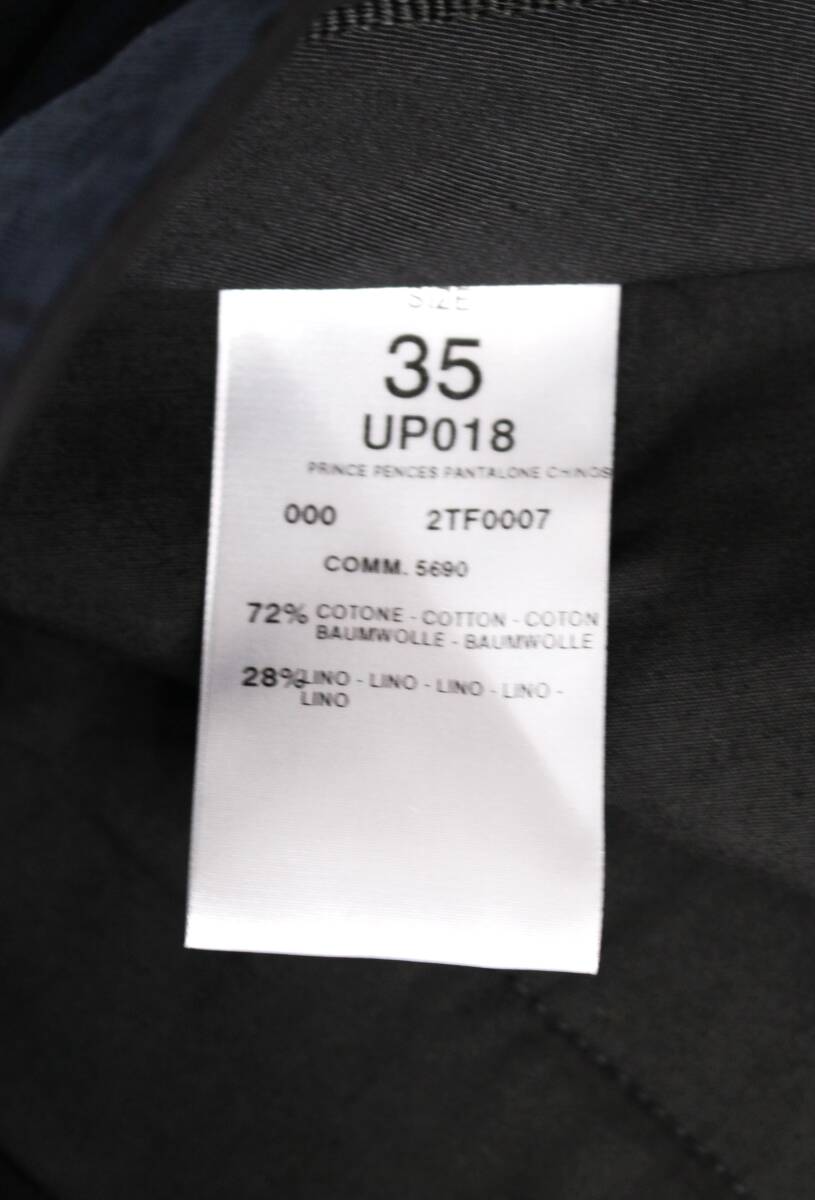 SIZE
35
UP018
PRINCE PENCES PANTALONE CHINOS
000 2TF0007
COMM. 5690
72% COTONE - COTTON - COTON
BAUMWOLLE - BAUMWOLLE
28% LINO - LINO - LINO - LINO -
LINO